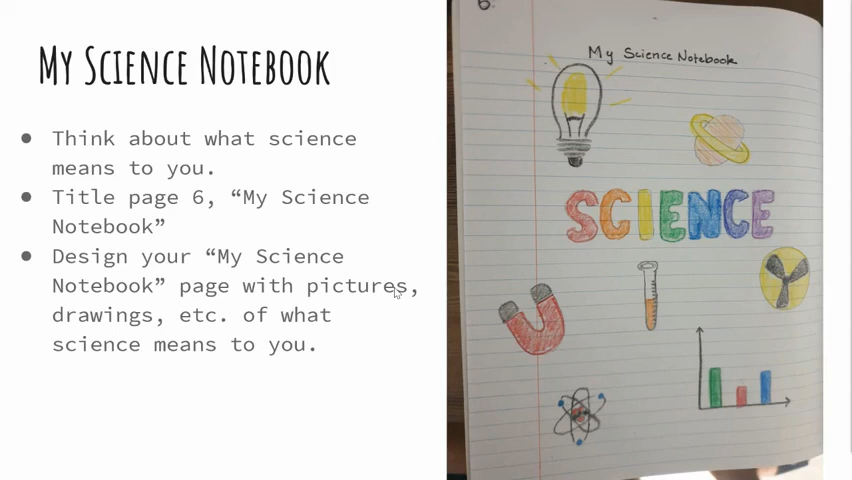 My Science Notebook
● Think about what science
means to you.
● Title page 6, “My Science
Notebook”
● Design your “My Science
Notebook” page with pictures,
drawings, etc. of what
science means to you.
6.
My Science Notebook
SCIENCE